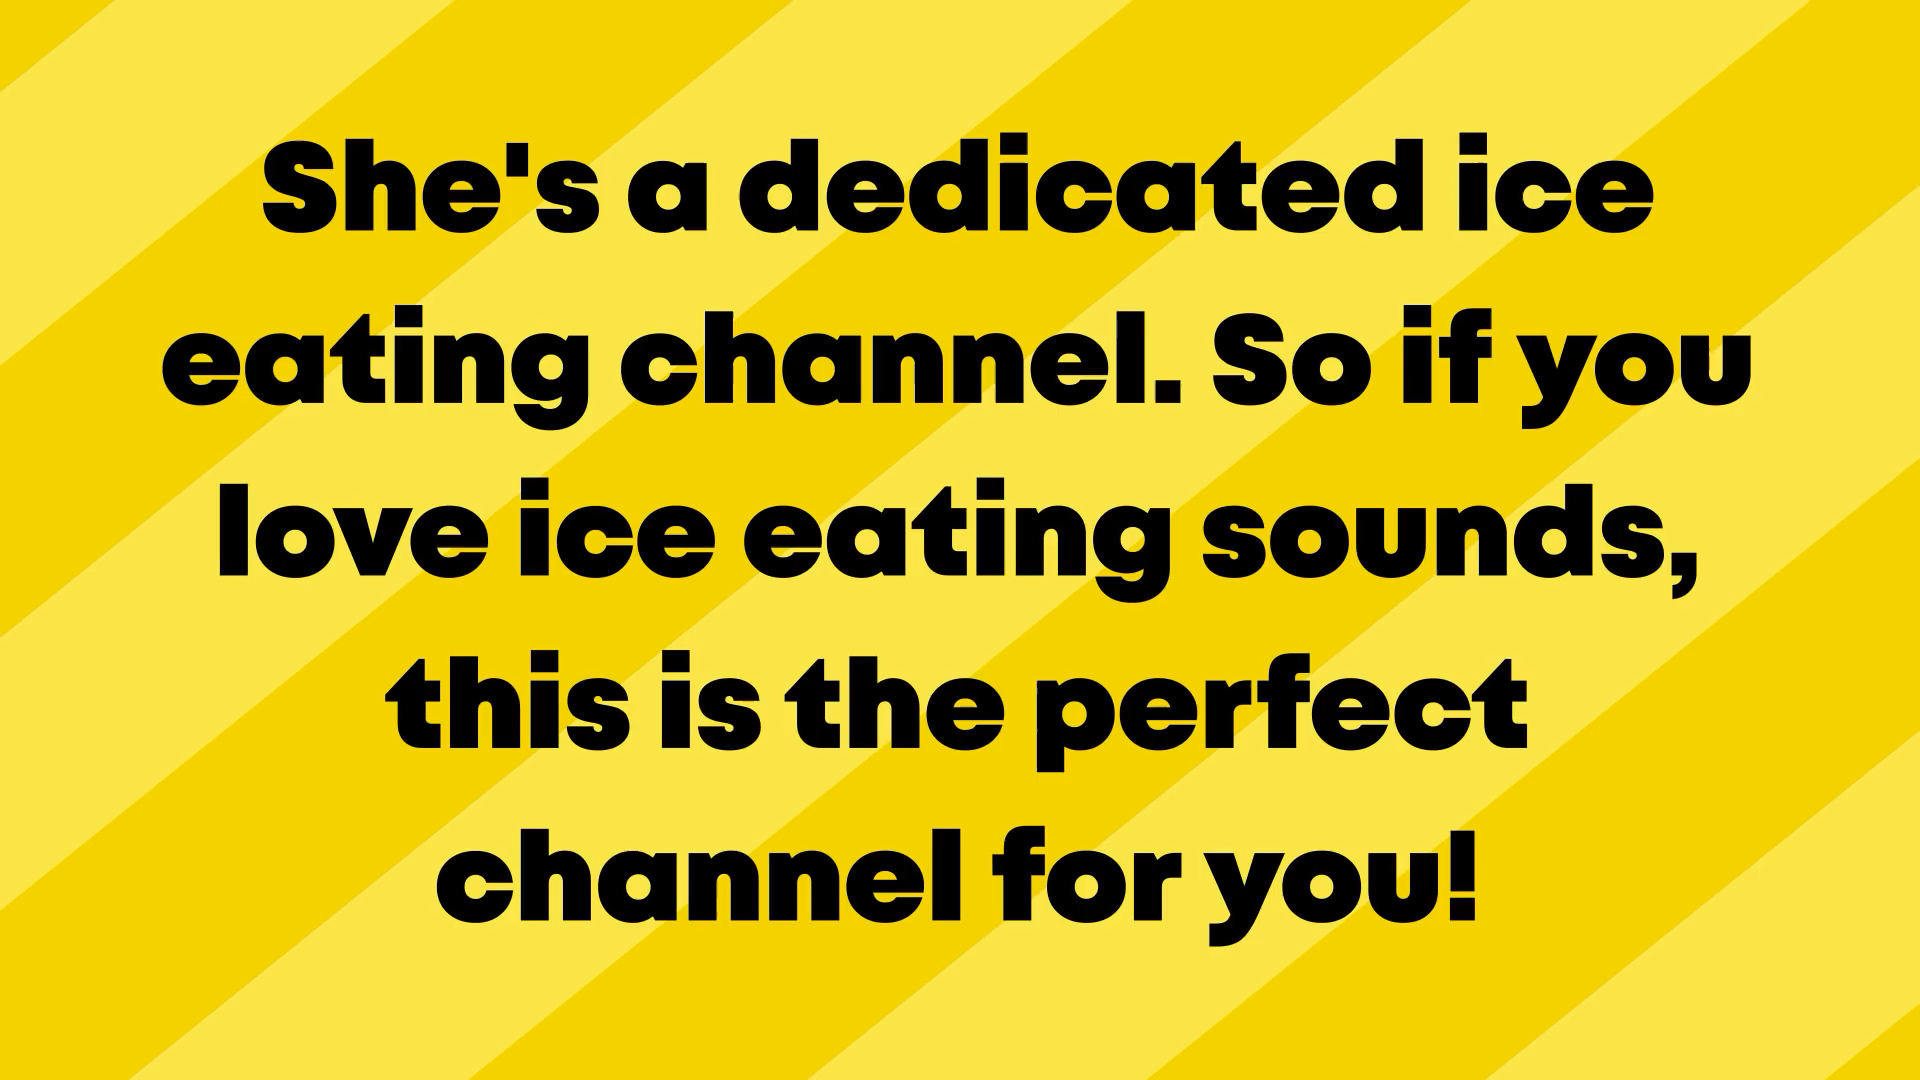 She's a dedicated ice
eating channel. So if you
love ice eating sounds,
this is the perfect
channel for you!